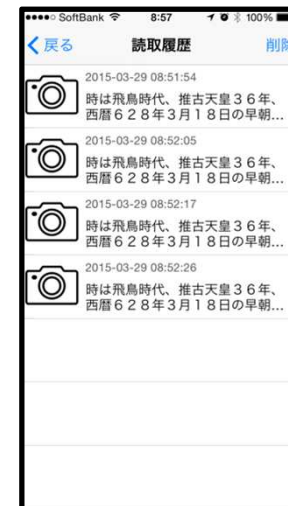 SoftBank 8:57 100%
戻る 読取履歴 削除
2015-03-29 08:51:54
時は飛鳥時代、推古天皇３６年、
西暦６２８年３月１８日の早朝...
2015-03-29 08:52:05
時は飛鳥時代、推古天皇３６年、
西暦６２８年３月１８日の早朝...
2015-03-29 08:52:17
時は飛鳥時代、推古天皇３６年、
西暦６２８年３月１８日の早朝...
2015-03-29 08:52:26
時は飛鳥時代、推古天皇３６年、
西暦６２８年３月１８日の早朝...